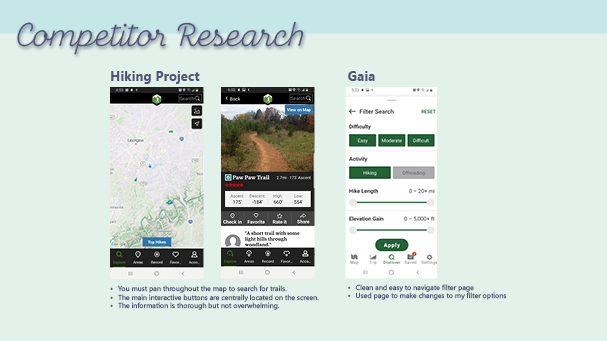 Competitor Research
Hiking Project
Gaia
Search
Lexington
Top Hikes
Explore Areas Record Favor... Acco...
Back
Search
View on Map
Paw Paw Trail 2.7mi · 175' Ascent
Ascent Descent High Low
175' -184' 660' 554'
Check In Favorite Rate it Share
"A short trail with some
light hills through
woodland."
Explore Areas Record Favor... Acco...
Filter Search RESET
Difficulty
Easy Moderate Difficult
Activity
Hiking Offroading
Hike Length 0 – 20+ mi
Elevation Gain 0 – 5,000+ ft
Apply
Map Trip Discover Saved Settings
• You must pan throughout the map to search for trails.
• The main interactive buttons are centrally located on the screen.
• The information is thorough but not overwhelming.
• Clean and easy to navigate filter page
• Used page to make changes to my filter options